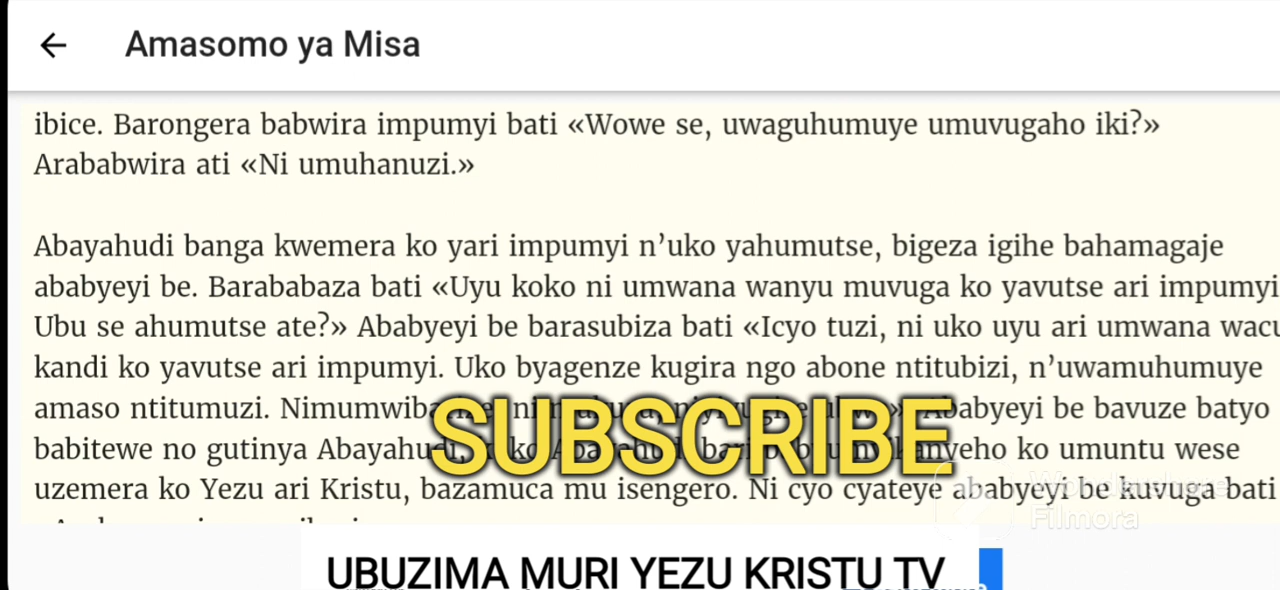 Amasomo ya Misa
ibice. Barongera babwira impumyi bati «Wowe se, uwaguhumuye umuvugaho iki?»
Arababwira ati «Ni umuhanuzi.»
Abayahudi banga kwemera ko yari impumyi n’uko yahumutse, bigeza igihe bahamagaje
ababyeyi be. Barababaza bati «Uyu koko ni umwana wanyu muvuga ko yavutse ari impumyi
Ubu se ahumutse ate?» Ababyeyi be barasubiza bati «Icyo tuzi, ni uko uyu ari umwana wacu
kandi ko yavutse ari impumyi. Uko byagenze kugira ngo abone ntitubizi, n’uwamuhumuye
amaso ntitumuzi. Ababyeyi be bavuze batyo
SUBSCRIBE
babitewe no gutinya ko umuntu wese
uzemera ko Yezu ari Kristu, bazamuca mu isengero. Ni cyo cyateye ababyeyi be kuvuga bati
Wondershare
Filmora
UBUZIMA MURI YEZU KRISTU TV